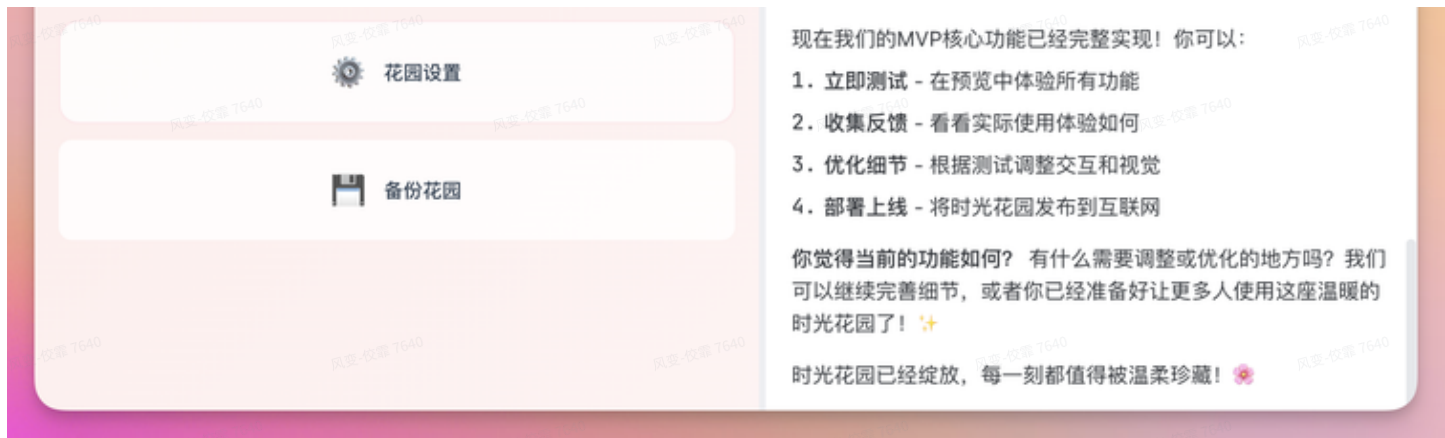 花园设置
备份花园
现在我们的MVP核心功能已经完整实现！你可以：
1. 立即测试 - 在预览中体验所有功能
2. 收集反馈 - 看看实际使用体验如何
3. 优化细节 - 根据测试调整交互和视觉
4. 部署上线 - 将时光花园发布到互联网
你觉得当前的功能如何？ 有什么需要调整或优化的地方吗？我们
可以继续完善细节，或者你已经准备好让更多人使用这座温暖的
时光花园了！✨
时光花园已经绽放，每一刻都值得被温柔珍藏！🌸